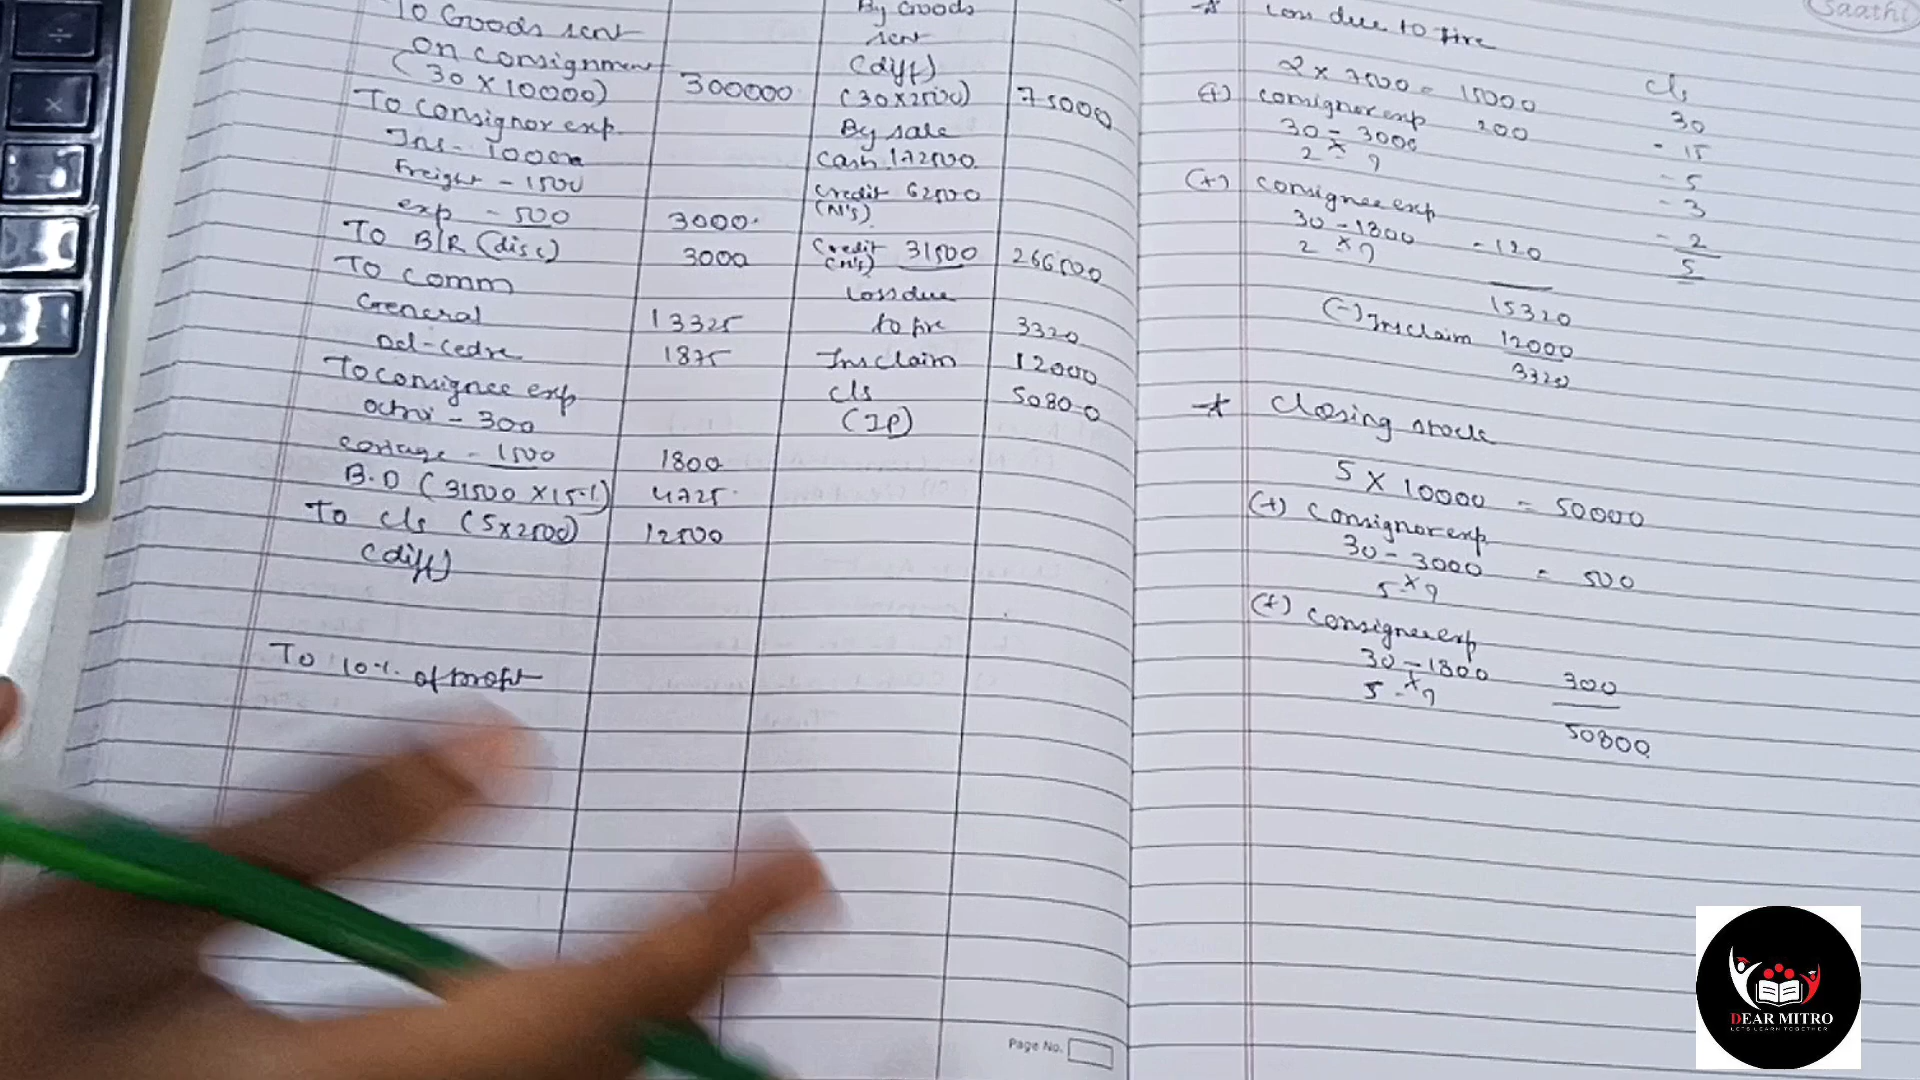 To Goods sent
on consignment
(30 X 10000) 300000
To consignor exp.
Ins - 1000
Freight - 1500
exp - 500 3000.
To B/R (disc) 3000
To comm
General 13325
Del-cedre 1875
To consignee exp
octroi - 300
cortage - 1500 1800
B.D (31500 X 15%) 4725.
To cls (5x2500) 12500
(diff)
To 10%. of profit
By Goods
sent
(diff)
(30x2500) 75000
By sale
cash 172500
credit 62500
(N's)
Credit 31500 266500
(N's)
loss due
to fire 3320
Ins claim 12000
cls 50800
(IP)
Page No.
Saathi
* Loss due to fire
2 x 7500 = 15000
(+) consignor exp 200
30 - 3000
2 x ?
(+) consignee exp
30 - 1800 - 120
2 x ?
15320
(-) Ins claim 12000
3320
cls
30
- 15
- 5
- 3
- 2
5
* Closing stock
5 X 10000 = 50000
(+) consignor exp.
30 - 3000 = 500
5 x ?
(+) consignee exp
30 - 1800 300
5 - x ?
50800
DEAR MITRO
LETS LEARN TOGETHER